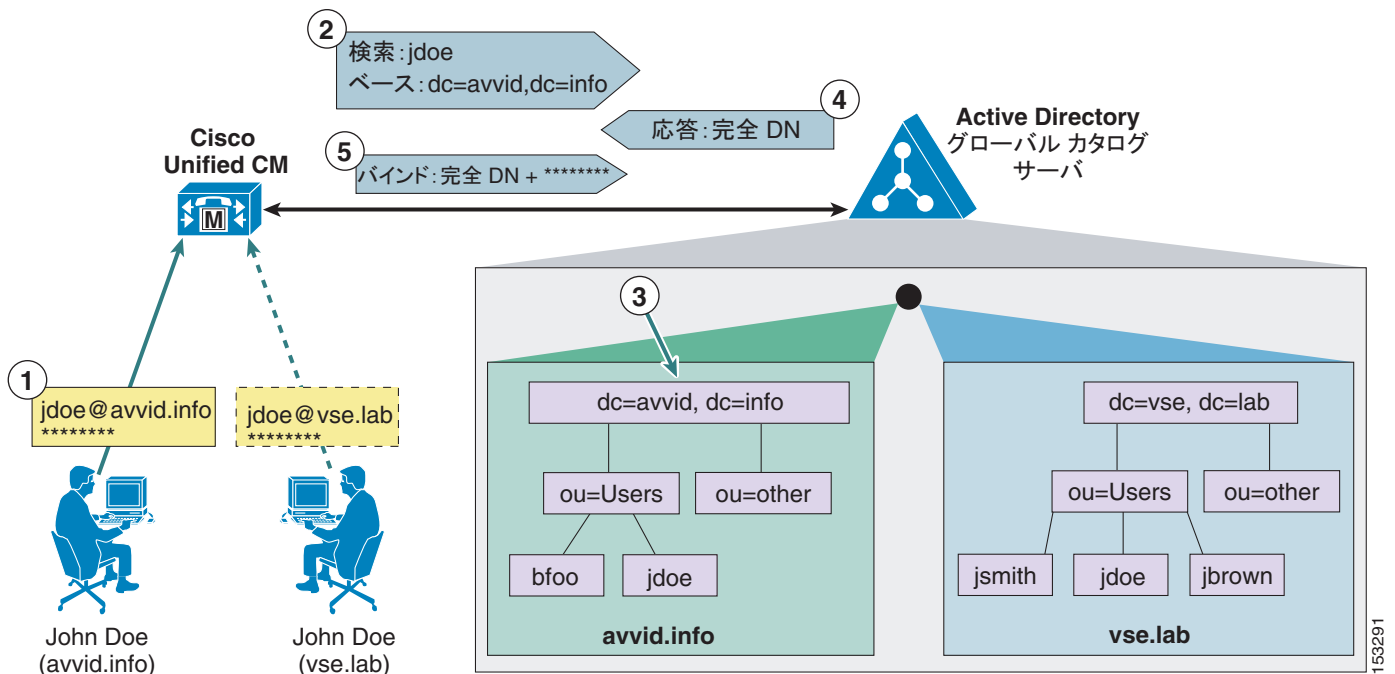 ②
検索：jdoe
ベース：dc=avvid,dc=info
④
応答：完全 DN
⑤
バインド：完全 DN + ********
Cisco
Unified CM
M
Active Directory
グローバル カタログ
サーバ
③
①
jdoe@avvid.info
********
jdoe@vse.lab
********
John Doe
(avvid.info)
John Doe
(vse.lab)
dc=avvid, dc=info
ou=Users
ou=other
bfoo
jdoe
avvid.info
dc=vse, dc=lab
ou=Users
ou=other
jsmith
jdoe
jbrown
vse.lab
153291